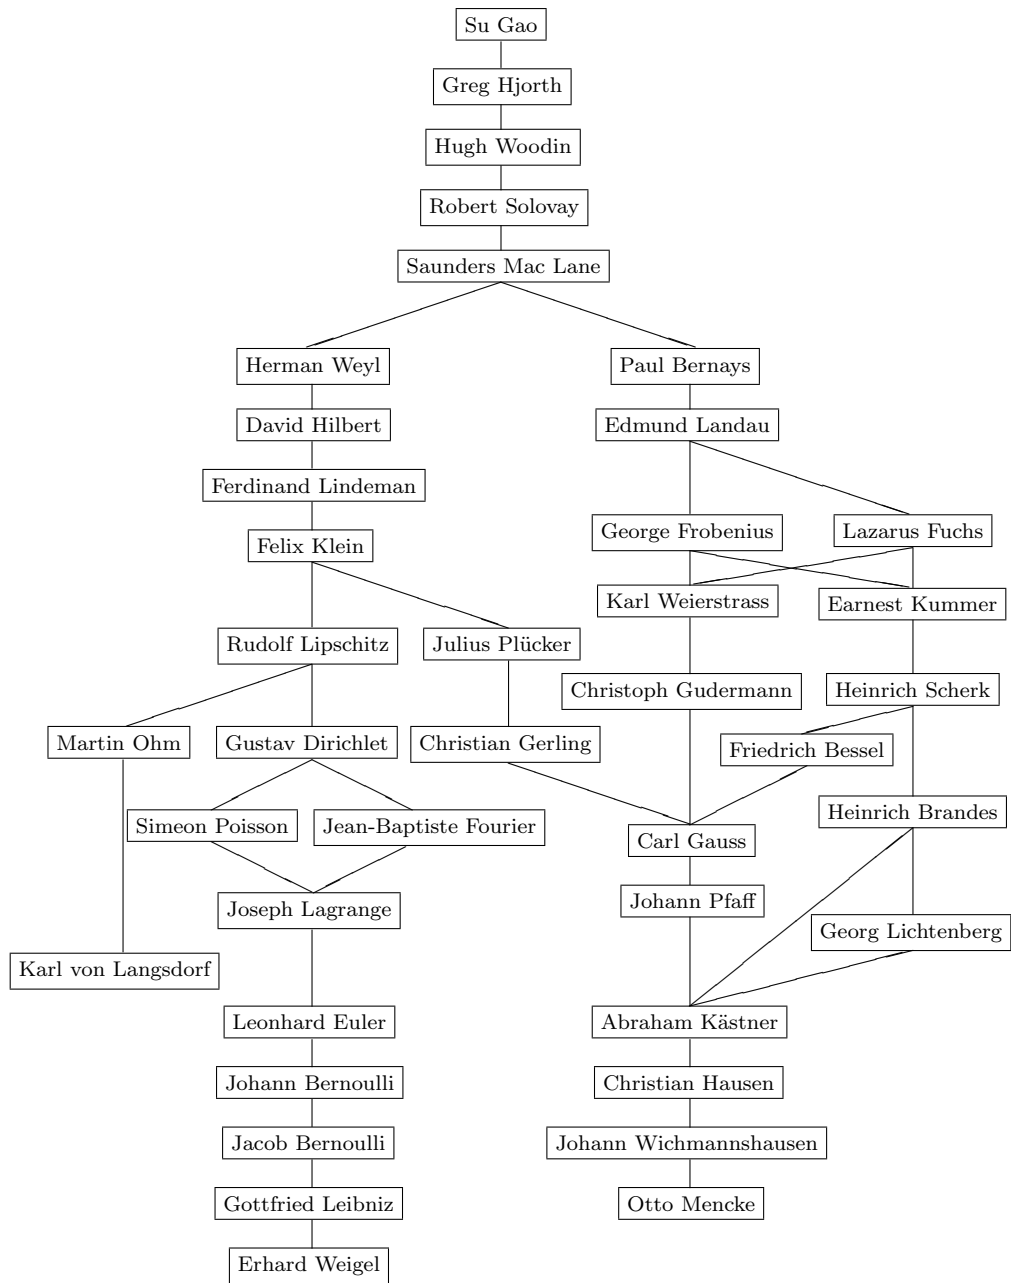 Su Gao
Greg Hjorth
Hugh Woodin
Robert Solovay
Saunders Mac Lane
Herman Weyl
Paul Bernays
David Hilbert
Edmund Landau
Ferdinand Lindeman
George Frobenius
Lazarus Fuchs
Felix Klein
Karl Weierstrass
Earnest Kummer
Rudolf Lipschitz
Julius Plücker
Christoph Gudermann
Heinrich Scherk
Martin Ohm
Gustav Dirichlet
Christian Gerling
Friedrich Bessel
Simeon Poisson
Jean-Baptiste Fourier
Heinrich Brandes
Carl Gauss
Johann Pfaff
Joseph Lagrange
Georg Lichtenberg
Karl von Langsdorf
Leonhard Euler
Abraham Kästner
Johann Bernoulli
Christian Hausen
Jacob Bernoulli
Johann Wichmannshausen
Gottfried Leibniz
Otto Mencke
Erhard Weigel